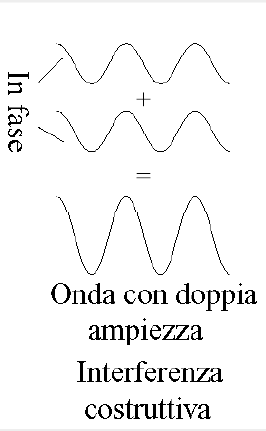 In fase
+
=
Onda con doppia
ampiezza
Interferenza
costruttiva